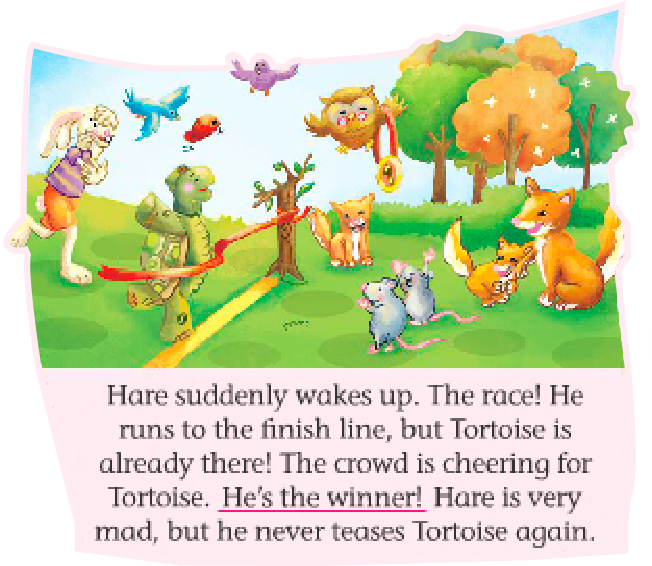 Hare suddenly wakes up. The race! He
runs to the finish line, but Tortoise is
already there! The crowd is cheering for
Tortoise. He's the winner! Hare is very
mad, but he never teases Tortoise again.